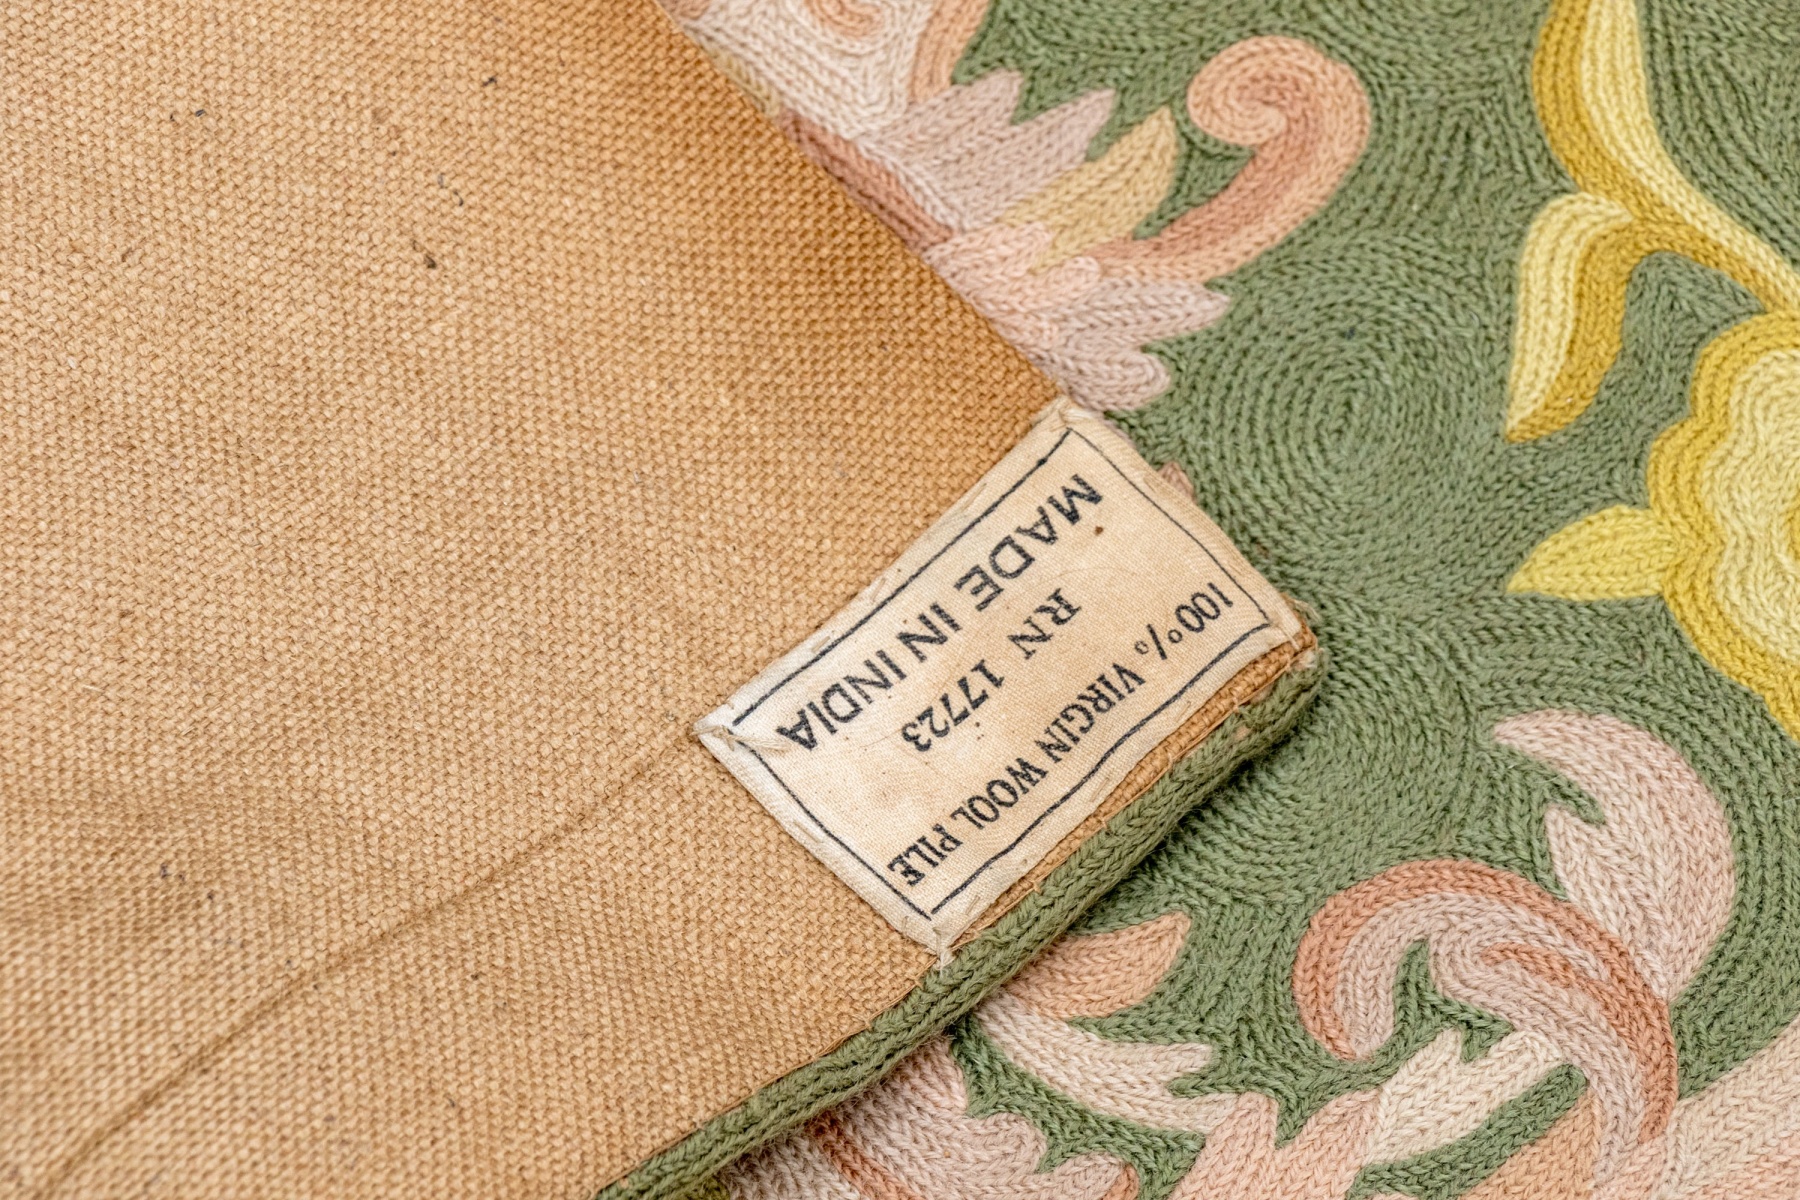 MADE IN INDIA
RN 17723
100% VIRGIN WOOL PILE